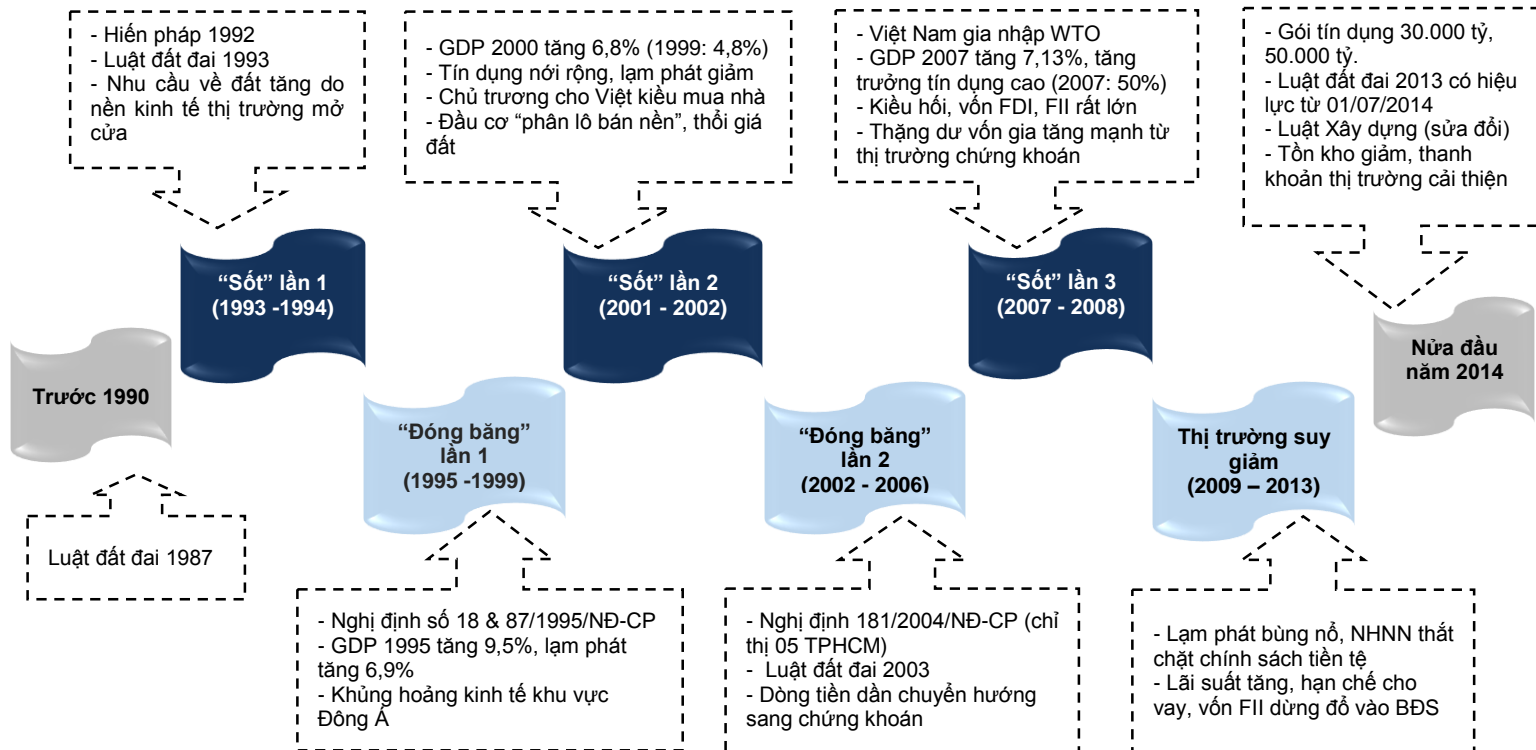 - Hiến pháp 1992
- Luật đất đai 1993
- Nhu cầu về đất tăng do
nền kinh tế thị trường mở
cửa
- GDP 2000 tăng 6,8% (1999: 4,8%)
- Tín dụng nới rộng, lạm phát giảm
- Chủ trương cho Việt kiều mua nhà
- Đầu cơ “phân lô bán nền”, thổi giá
đất
- Việt Nam gia nhập WTO
- GDP 2007 tăng 7,13%, tăng
trưởng tín dụng cao (2007: 50%)
- Kiều hối, vốn FDI, FII rất lớn
- Thặng dư vốn gia tăng mạnh từ
thị trường chứng khoán
- Gói tín dụng 30.000 tỷ,
50.000 tỷ.
- Luật đất đai 2013 có hiệu
lực từ 01/07/2014
- Luật Xây dựng (sửa đổi)
- Tồn kho giảm, thanh
khoản thị trường cải thiện
“Sốt” lần 1
(1993 -1994)
“Sốt” lần 2
(2001 - 2002)
“Sốt” lần 3
(2007 - 2008)
Nửa đầu
năm 2014
Trước 1990
“Đóng băng”
lần 1
(1995 -1999)
“Đóng băng”
lần 2
(2002 - 2006)
Thị trường suy
giảm
(2009 – 2013)
Luật đất đai 1987
- Nghị định số 18 & 87/1995/NĐ-CP
- GDP 1995 tăng 9,5%, lạm phát
tăng 6,9%
- Khủng hoảng kinh tế khu vực
Đông Á
- Nghị định 181/2004/NĐ-CP (chỉ
thị 05 TPHCM)
- Luật đất đai 2003
- Dòng tiền dần chuyển hướng
sang chứng khoán
- Lạm phát bùng nổ, NHNN thắt
chặt chính sách tiền tệ
- Lãi suất tăng, hạn chế cho
vay, vốn FII dừng đổ vào BĐS